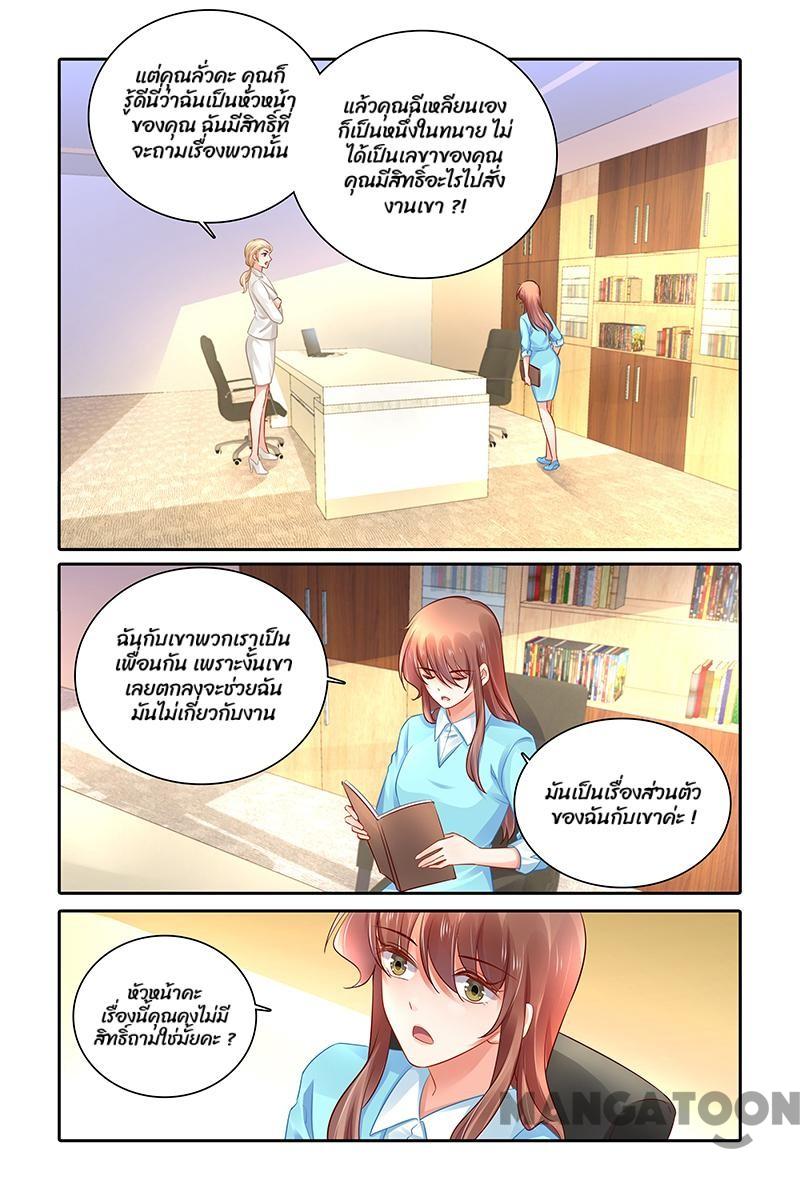 แต่คุณลั่วคะ คุณก็
รู้ดีนี่ว่าฉันเป็นหัวหน้า
ของคุณ ฉันมีสิทธิ์ที่
จะถามเรื่องพวกนั้น
แล้วคุณฉีเหลียนเอง
ก็เป็นหนึ่งในทนาย ไม่
ได้เป็นเลขาของคุณ
คุณมีสิทธิ์อะไรไปสั่ง
งานเขา ?!
ฉันกับเขาพวกเราเป็น
เพื่อนกัน เพราะงั้นเขา
เลยตกลงจะช่วยฉัน
มันไม่เกี่ยวกับงาน
มันเป็นเรื่องส่วนตัว
ของฉันกับเขาค่ะ !
หัวหน้าคะ
เรื่องนี้คุณคงไม่มี
สิทธิ์ถามใช่มั้ยคะ ?
MANGATOON